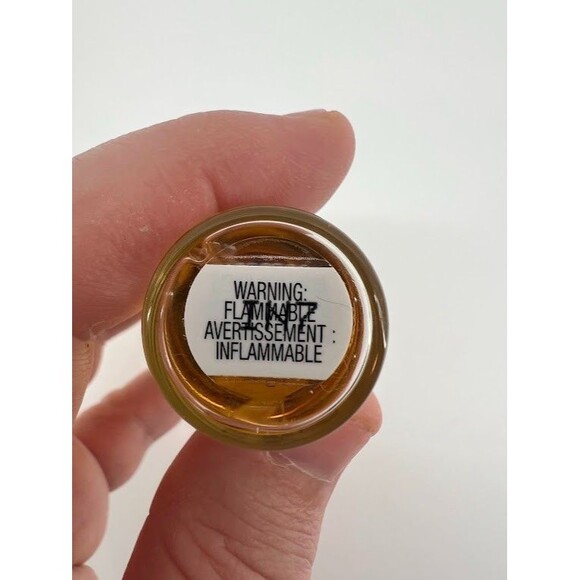 WARNING:
FLAMMABLE
AVERTISSEMENT :
INFLAMMABLE